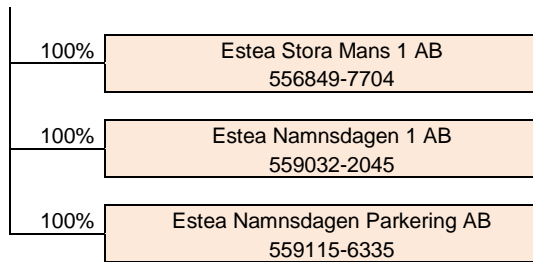 100% Estea Stora Mans 1 AB
556849-7704
100% Estea Namnsdagen 1 AB
559032-2045
100% Estea Namnsdagen Parkering AB
559115-6335